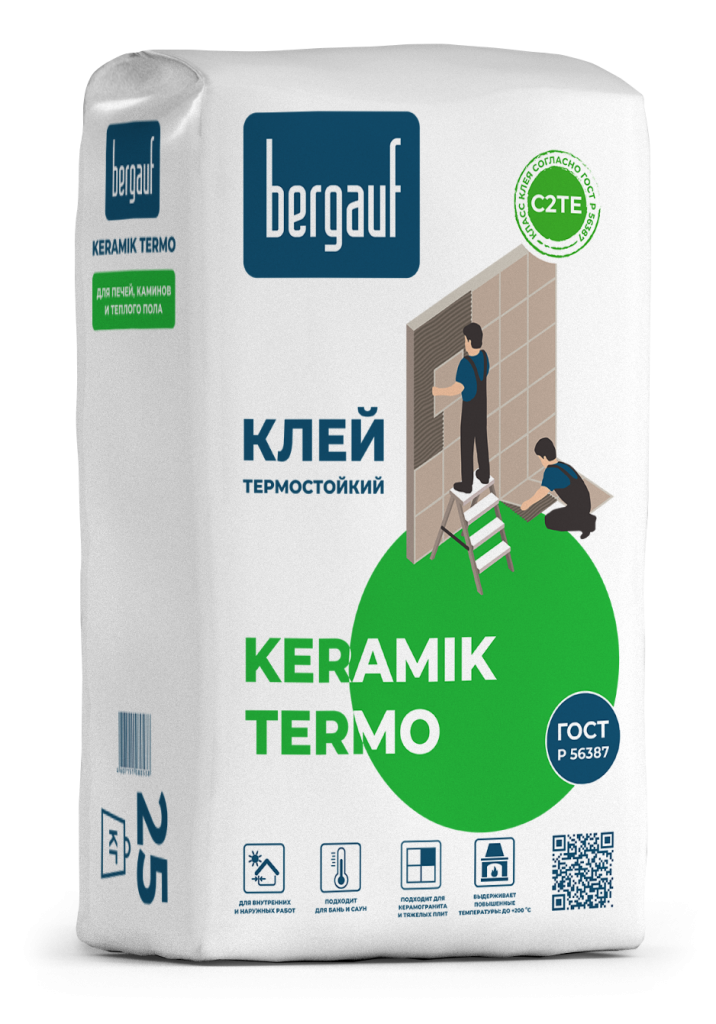 bergauf
KERAMIK TERMO
ДЛЯ ПЕЧЕЙ, КАМИНОВ
И ТЕПЛОГО ПОЛА
25
КГ
bergauf
КЛАСС КЛЕЯ СОГЛАСНО ГОСТ Р 56387
C2TE
КЛЕЙ
ТЕРМОСТОЙКИЙ
KERAMIK
TERMO
ГОСТ
Р 56387
ДЛЯ ВНУТРЕННИХ
И НАРУЖНЫХ РАБОТ
ПОДХОДИТ
ДЛЯ БАНЬ И САУН
ПОДХОДИТ ДЛЯ
КЕРАМОГРАНИТА
И ТЯЖЕЛЫХ ПЛИТ
ВЫДЕРЖИВАЕТ
ПОВЫШЕННЫЕ
ТЕМПЕРАТУРЫ: ДО +200 °C